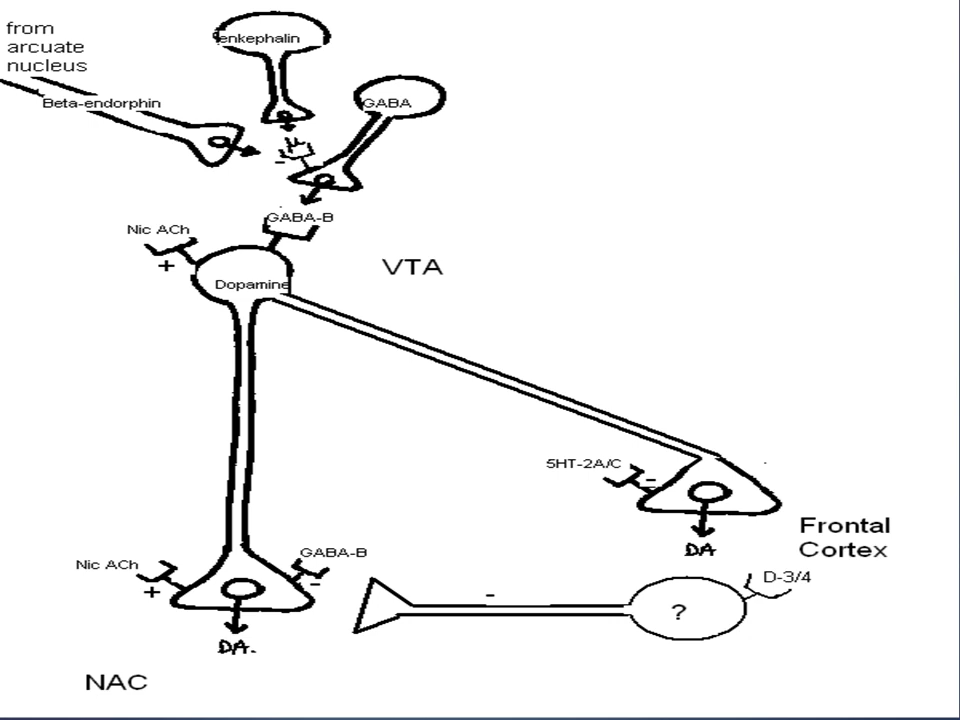 from
arcuate
nucleus
enkephalin
Beta-endorphin
GABA
μ
-
Nic ACh
+
GABA-B
VTA
Dopamine
5HT-2A/C
-
DA
Frontal
Cortex
Nic ACh
+
GABA-B
-
DA.
-
?
D-3/4
NAC